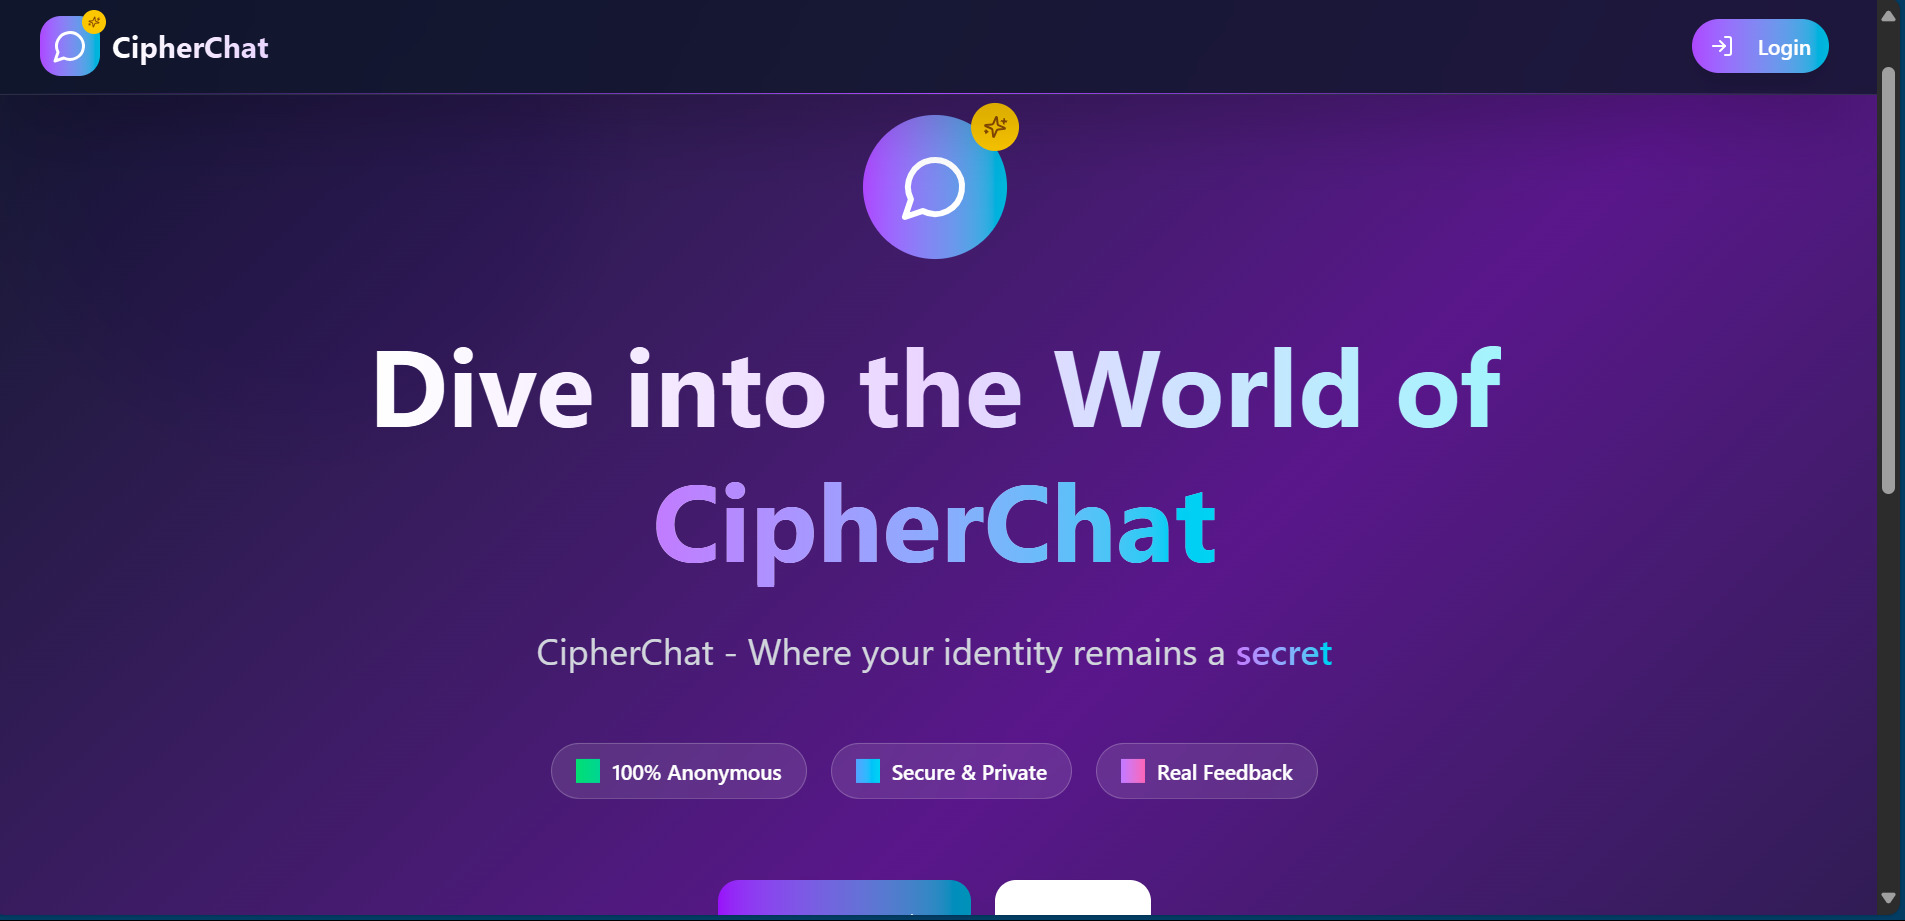 CipherChat
Login
Dive into the World of
CipherChat
CipherChat - Where your identity remains a secret
100% Anonymous
Secure & Private
Real Feedback